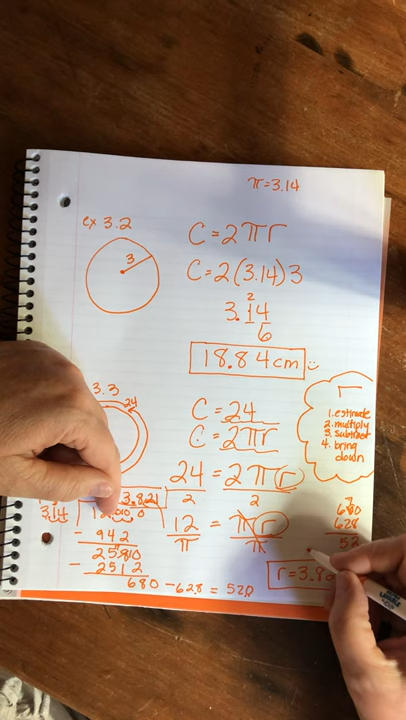 π=3.14
ex 3.2
3
C=2πr
C=2(3.14)3
2
3.14
6
18.84cm
3.3
24
C=24
C=2πr
24 = 2π r
2 2
12 = π r
π π
1. estimate
2. multiply
3. subtract
4. bring
down
3.821
3.14
- 942
2580
- 2512
680 -628 = 520
680
628
52
r=3.82